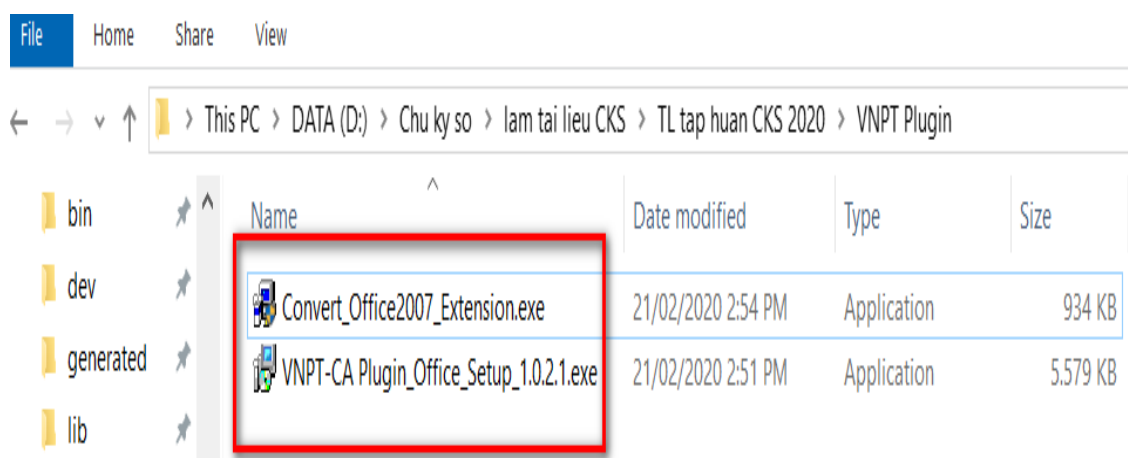 File Home Share View
This PC > DATA (D:) > Chu ky so > lam tai lieu CKS > TL tap huan CKS 2020 > VNPT Plugin
bin
dev
generated
lib
Name Date modified Type Size
Convert_Office2007_Extension.exe 21/02/2020 2:54 PM Application 934 KB
VNPT-CA Plugin_Office_Setup_1.0.2.1.exe 21/02/2020 2:51 PM Application 5.579 KB